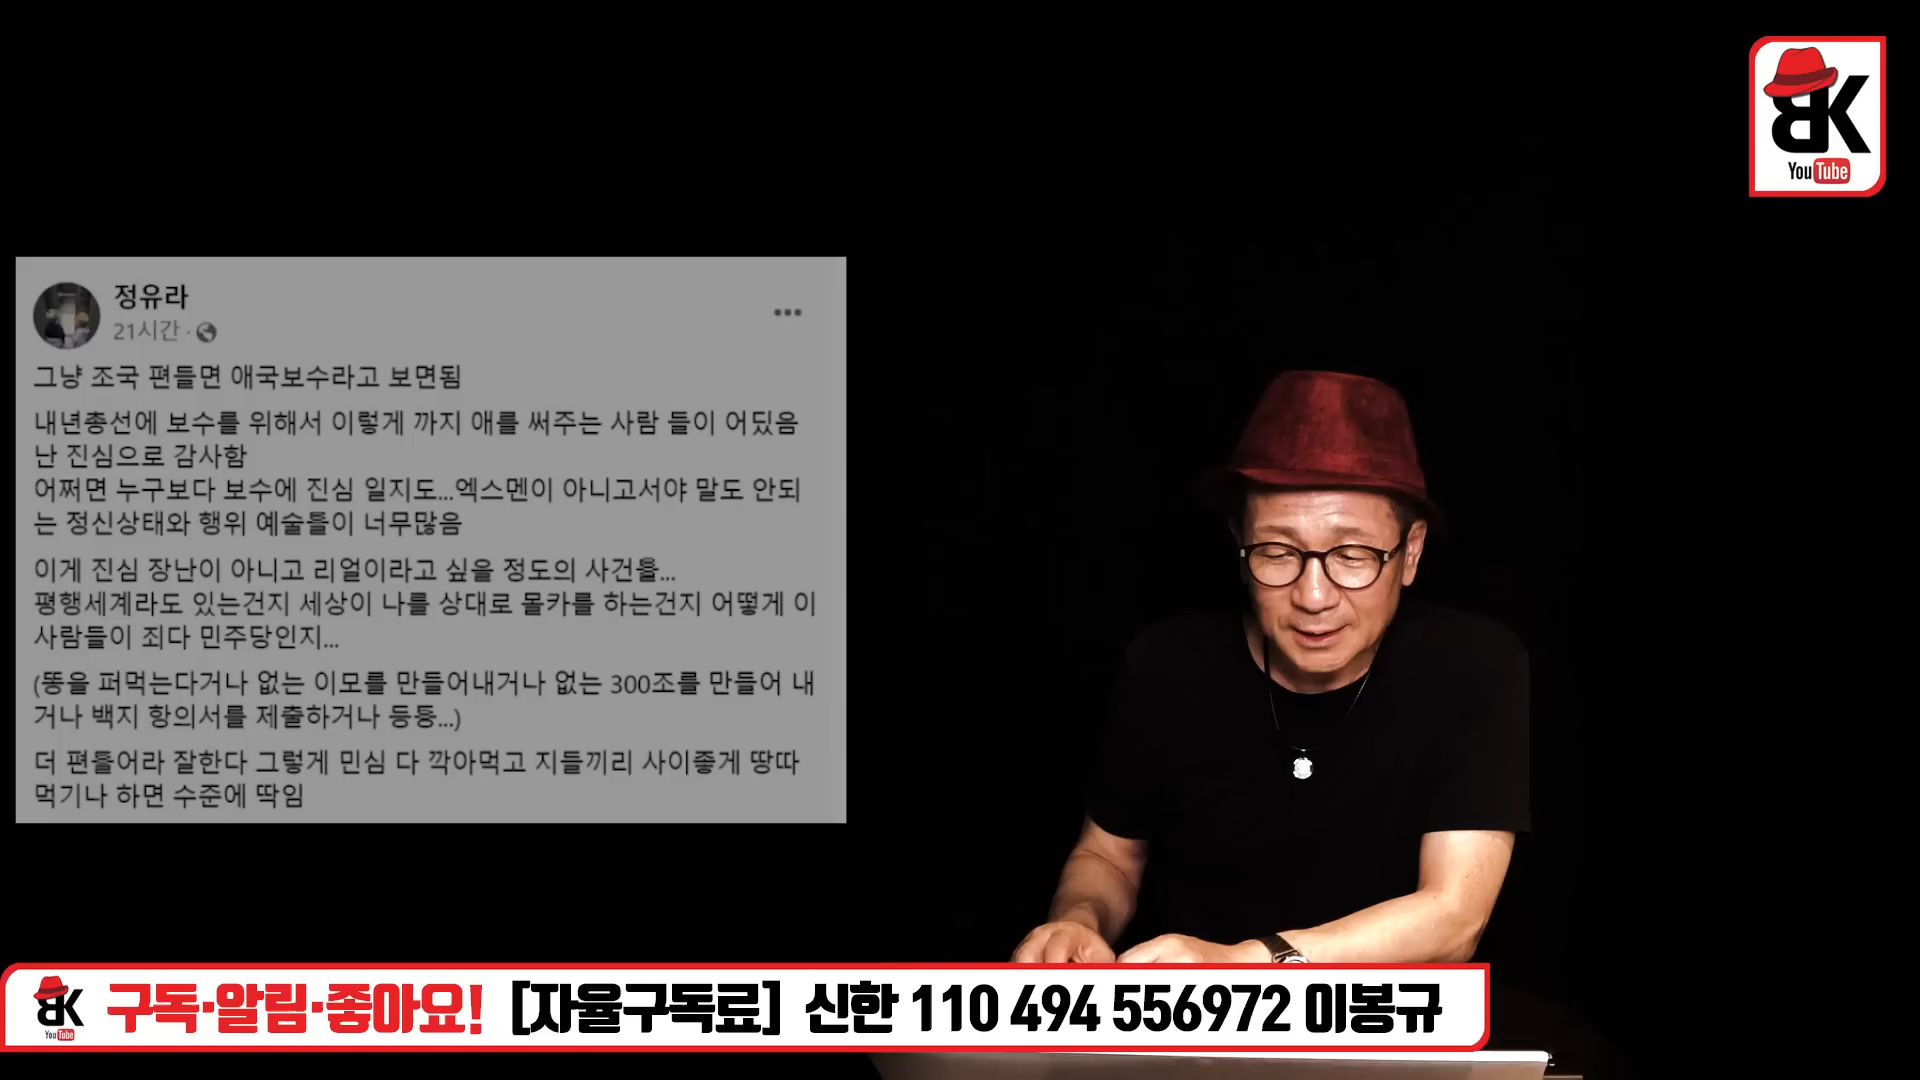 BK
YouTube
정유라
21시간
그냥 조국 편들면 애국보수라고 보면됨
내년총선에 보수를 위해서 이렇게 까지 애를 써주는 사람 들이 어딨음
난 진심으로 감사함
어쩌면 누구보다 보수에 진심 일지도...엑스멘이 아니고서야 말도 안되
는 정신상태와 행위 예술들이 너무많음
이게 진심 장난이 아니고 리얼이라고 싶을 정도의 사건들...
평행세계라도 있는건지 세상이 나를 상대로 몰카를 하는건지 어떻게 이
사람들이 죄다 민주당인지...
(똥을 퍼먹는다거나 없는 이모를 만들어내거나 없는 300조를 만들어 내
거나 백지 항의서를 제출하거나 등등...)
더 편들어라 잘한다 그렇게 민심 다 깍아먹고 지들끼리 사이좋게 땅따
먹기나 하면 수준에 딱임
BK
YouTube
구독·알림·좋아요! [자율구독료] 신한 110 494 556972 이봉규